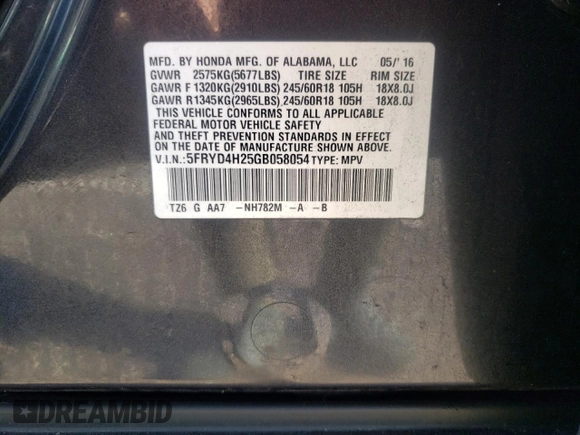 MFD. BY HONDA MFG. OF ALABAMA, LLC 05/'16
GVWR 2575KG(5677LBS) TIRE SIZE RIM SIZE
GAWR F 1320KG(2910LBS),245/60R18 105H 18X8.0J
GAWR R1345KG(2965LBS),245/60R18 105H 18X8.0J
THIS VEHICLE CONFORMS TO ALL APPLICABLE
FEDERAL MOTOR VEHICLE SAFETY
AND THEFT PREVENTION STANDARDS IN EFFECT
ON THE DATE OF MANUFACTURE SHOWN ABOVE.
V.I.N.: 5FRYD4H25GB058054 TYPE: MPV
TZ6 G AA7 -NH782M -A -B
DREAMBID